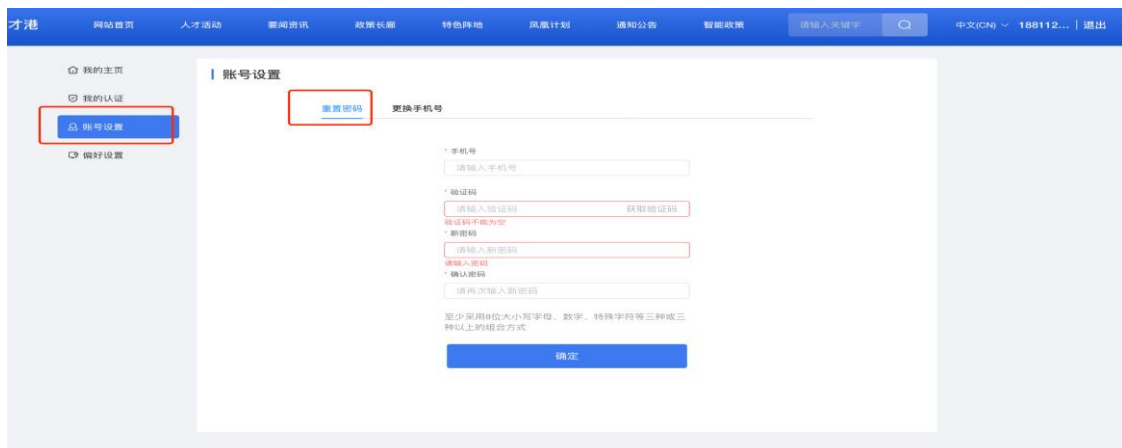 才港 网站首页 人才活动 要闻资讯 政策长廊 特色阵地 凤凰计划 通知公告 智能政策 请输入关键字 中文(CN) 188112... | 退出
我的主页
我的认证
账号设置
偏好设置
账号设置
重置密码 更换手机号
* 手机号
请输入手机号
* 验证码
请输入验证码 获取验证码
验证码不能为空
* 新密码
请输入新密码
请输入密码
* 确认密码
请再次输入新密码
至少采用8位大小写字母、数字、特殊字符等三种或三
种以上的组合方式
确定